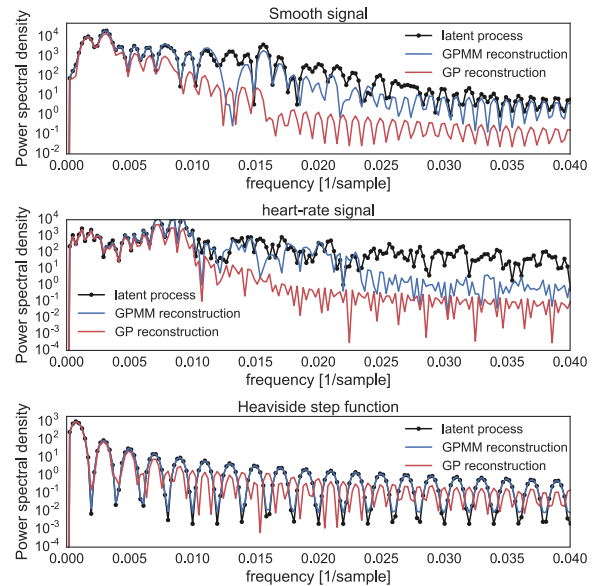 Smooth signal
Power spectral density
10^4
10^3
10^2
10^1
10^0
10^-1
10^-2
latent process
GPMM reconstruction
GP reconstruction
0.000 0.005 0.010 0.015 0.020 0.025 0.030 0.035 0.040
frequency [1/sample]
heart-rate signal
Power spectral density
10^4
10^3
10^2
10^1
10^0
10^-1
10^-2
10^-3
10^-4
latent process
GPMM reconstruction
GP reconstruction
0.000 0.005 0.010 0.015 0.020 0.025 0.030 0.035 0.040
frequency [1/sample]
Heaviside step function
Power spectral density
10^3
10^2
10^1
10^0
10^-1
10^-2
10^-3
10^-4
latent process
GPMM reconstruction
GP reconstruction
0.000 0.005 0.010 0.015 0.020 0.025 0.030 0.035 0.040
frequency [1/sample]